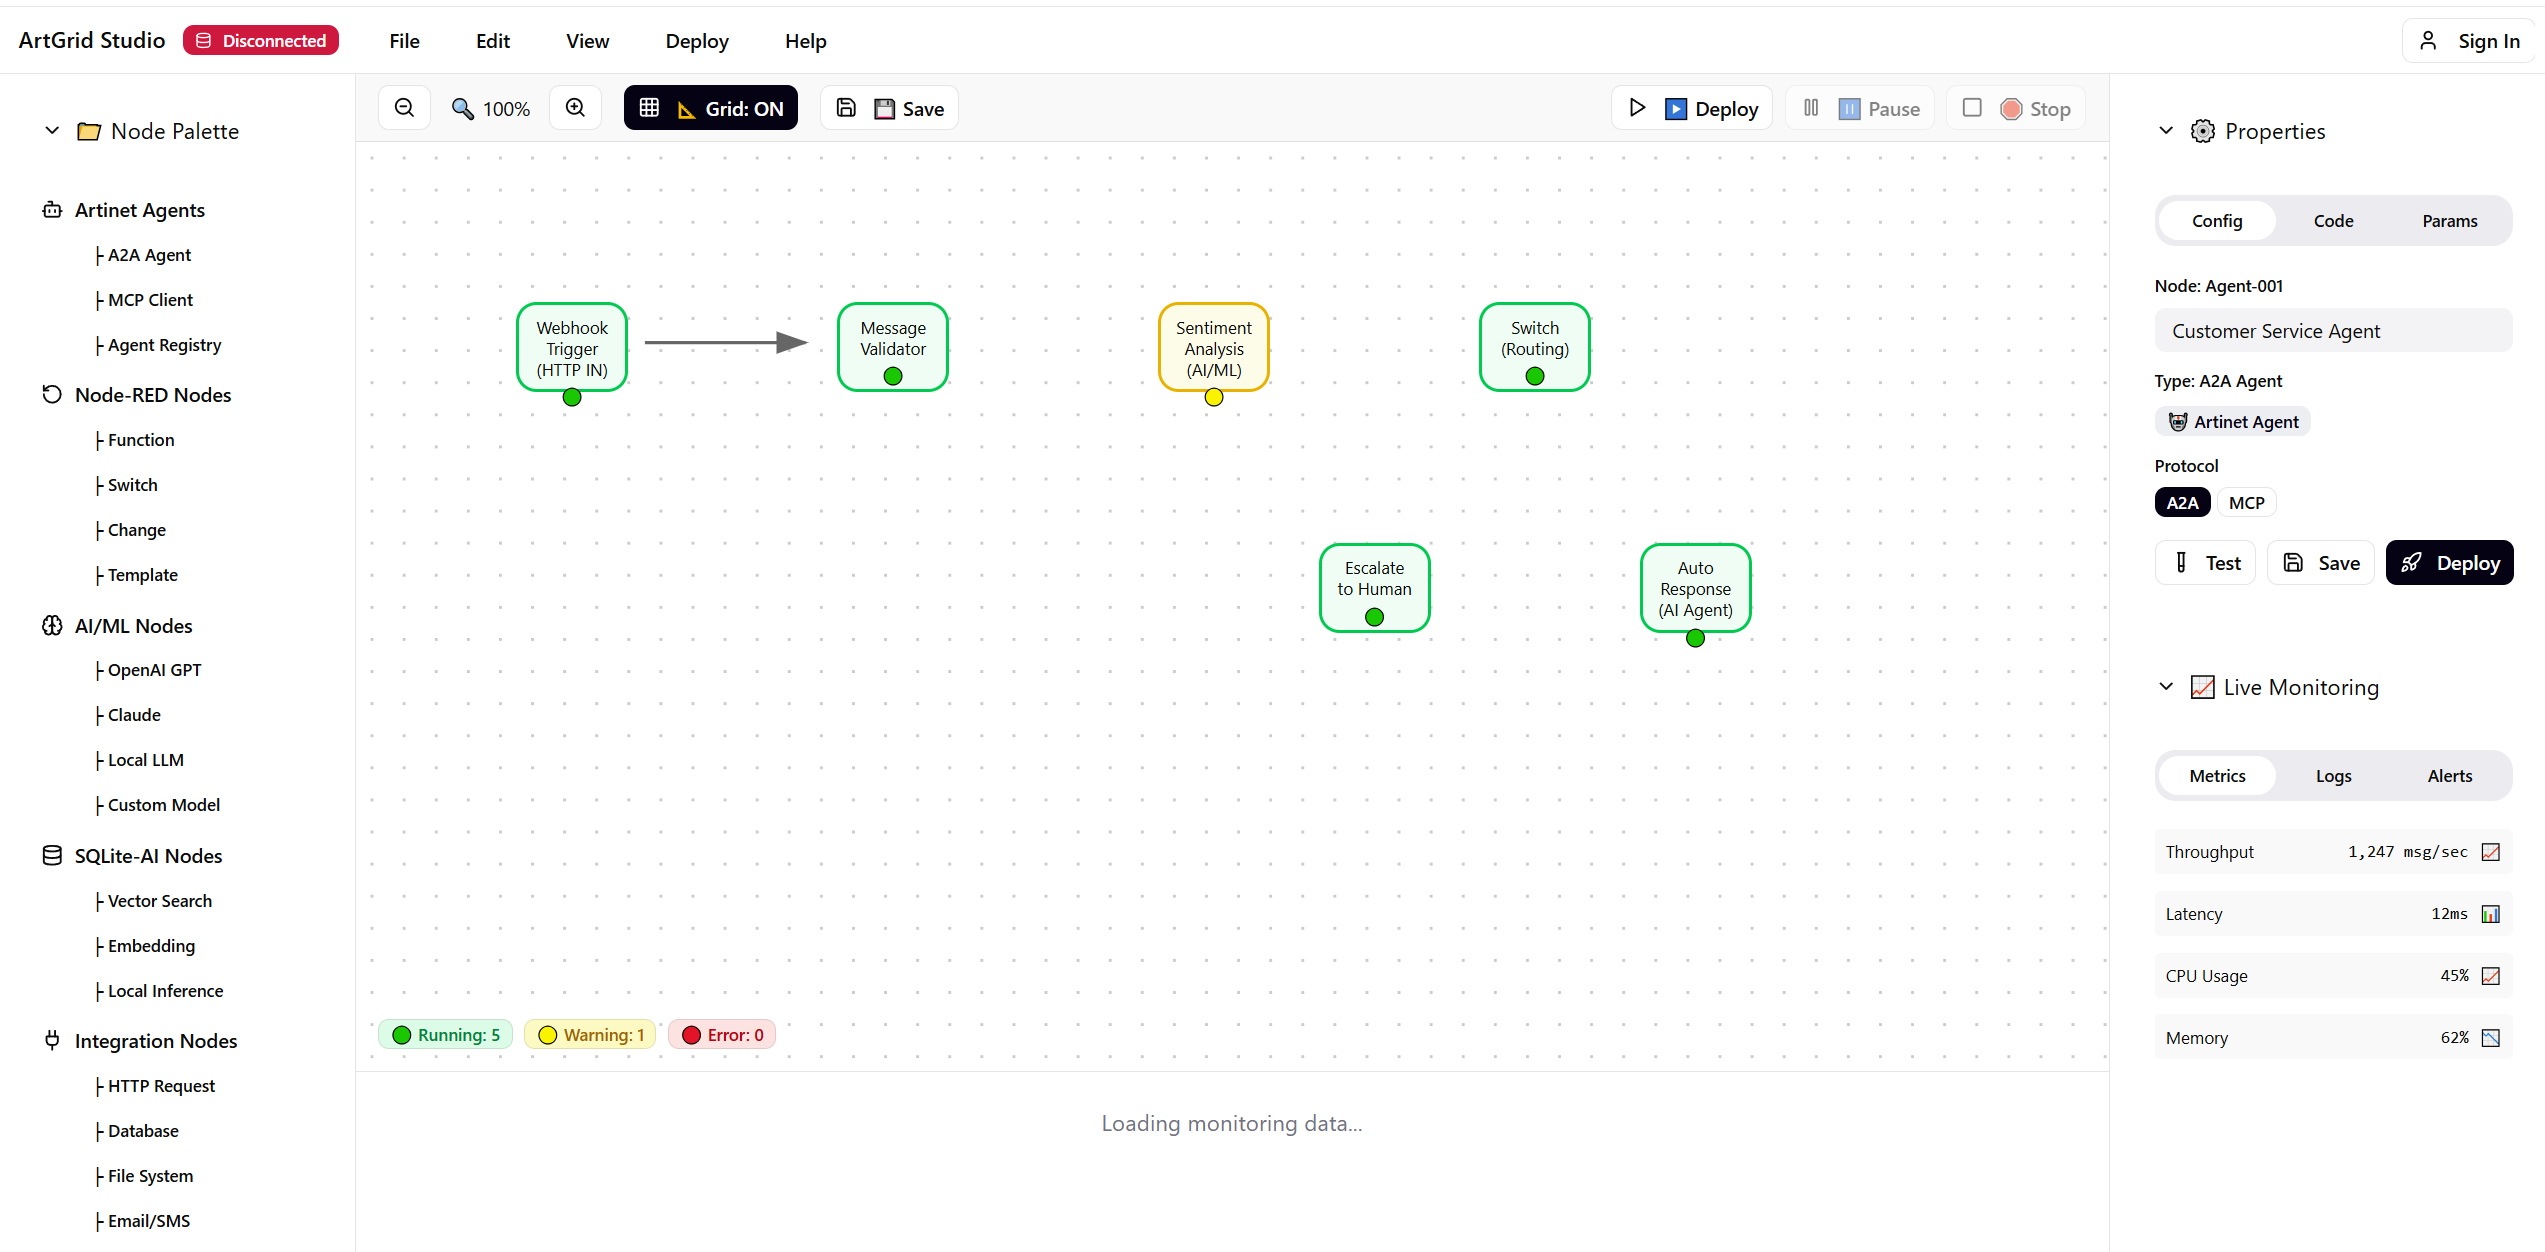 ArtGrid Studio
Disconnected
File
Edit
View
Deploy
Help
Sign In
Node Palette
Artinet Agents
├ A2A Agent
├ MCP Client
├ Agent Registry
Node-RED Nodes
├ Function
├ Switch
├ Change
├ Template
AI/ML Nodes
├ OpenAI GPT
├ Claude
├ Local LLM
├ Custom Model
SQLite-AI Nodes
├ Vector Search
├ Embedding
├ Local Inference
Integration Nodes
├ HTTP Request
├ Database
├ File System
├ Email/SMS
100%
Grid: ON
Save
Deploy
Pause
Stop
Webhook
Trigger
(HTTP IN)
Message
Validator
Sentiment
Analysis
(AI/ML)
Switch
(Routing)
Escalate
to Human
Auto
Response
(AI Agent)
Running: 5
Warning: 1
Error: 0
Loading monitoring data...
Properties
Config
Code
Params
Node: Agent-001
Customer Service Agent
Type: A2A Agent
Artinet Agent
Protocol
A2A
MCP
Test
Save
Deploy
Live Monitoring
Metrics
Logs
Alerts
Throughput 1,247 msg/sec
Latency 12ms
CPU Usage 45%
Memory 62%